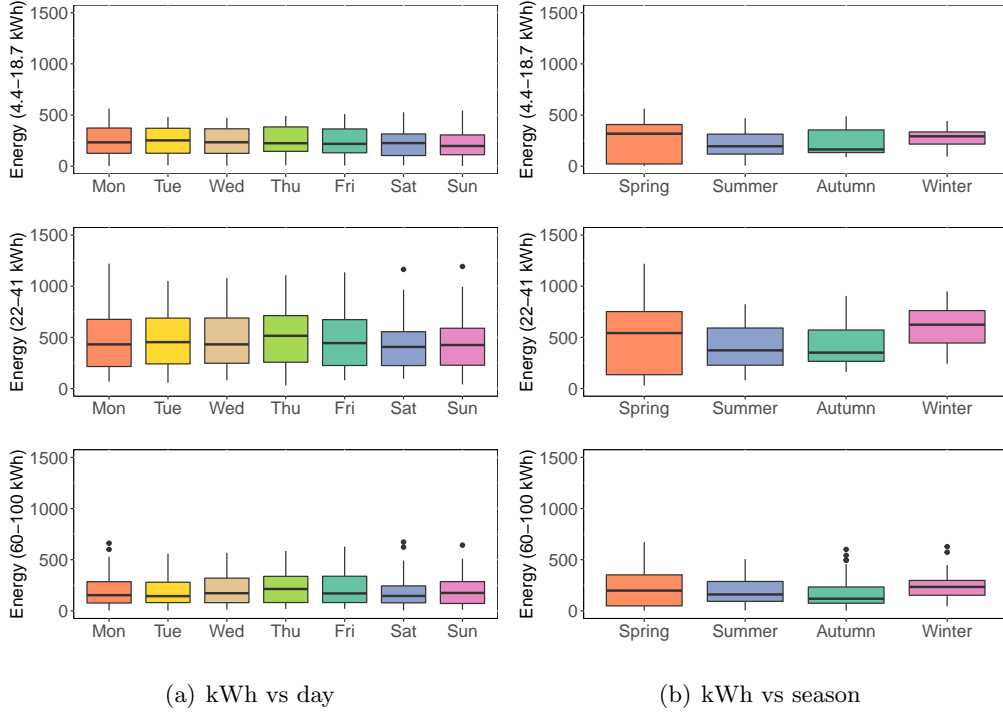 Energy (4.4−18.7 kWh)
1500
1000
500
0
Mon Tue Wed Thu Fri Sat Sun
Energy (4.4−18.7 kWh)
1500
1000
500
0
Spring Summer Autumn Winter
Energy (22−41 kWh)
1500
1000
500
0
Mon Tue Wed Thu Fri Sat Sun
Energy (22−41 kWh)
1500
1000
500
0
Spring Summer Autumn Winter
Energy (60−100 kWh)
1500
1000
500
0
Mon Tue Wed Thu Fri Sat Sun
Energy (60−100 kWh)
1500
1000
500
0
Spring Summer Autumn Winter
(a) kWh vs day
(b) kWh vs season